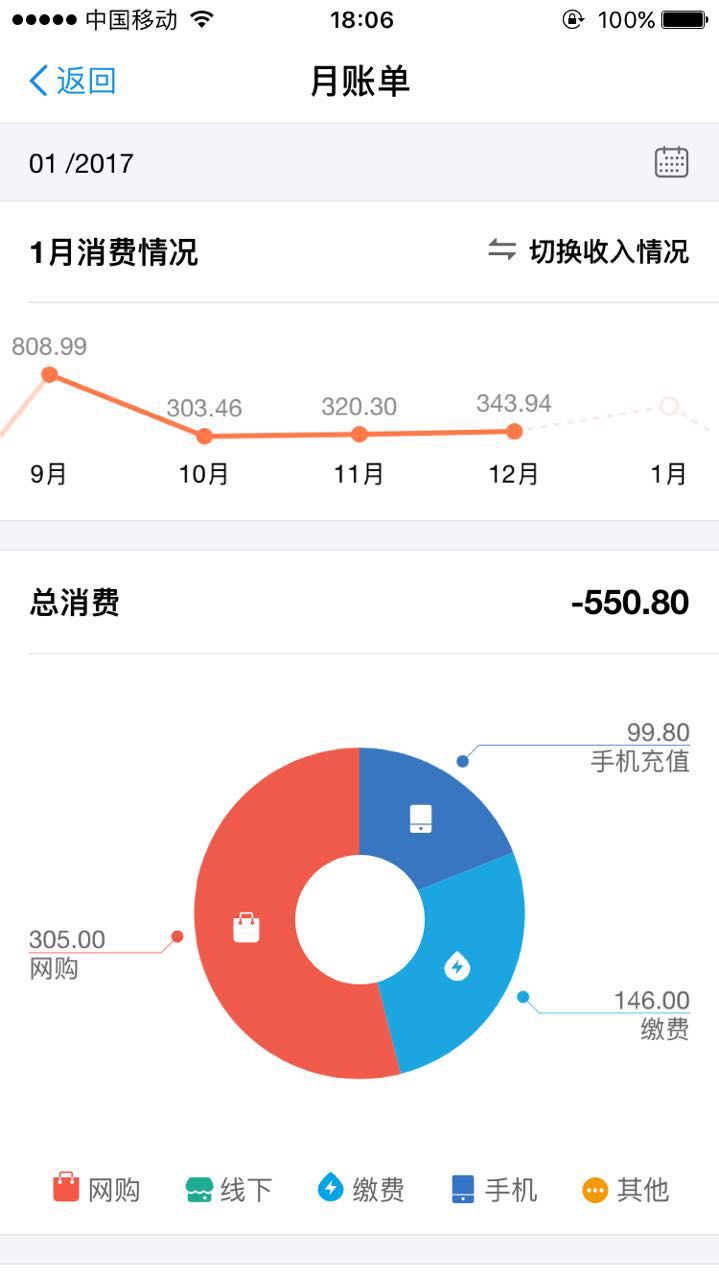 中国移动 18:06 100%
返回 月账单
01 /2017
1月消费情况 切换收入情况
808.99
303.46 320.30 343.94
9月 10月 11月 12月 1月
总消费 -550.80
99.80
手机充值
305.00
网购
146.00
缴费
网购 线下 缴费 手机 其他